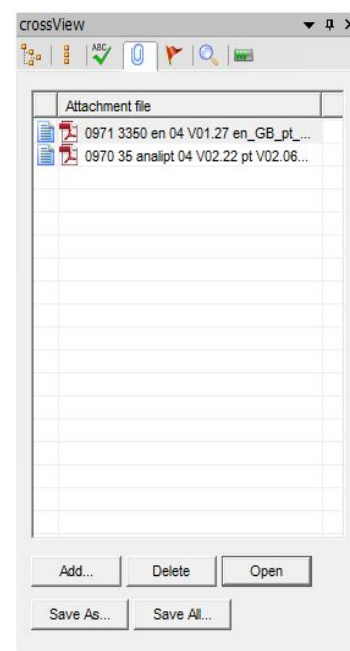 crossView
ABC
Attachment file
0971 3350 en 04 V01.27 en_GB_pt_...
0970 35 analipt 04 V02.22 pt V02.06...
Add...
Delete
Open
Save As...
Save All...